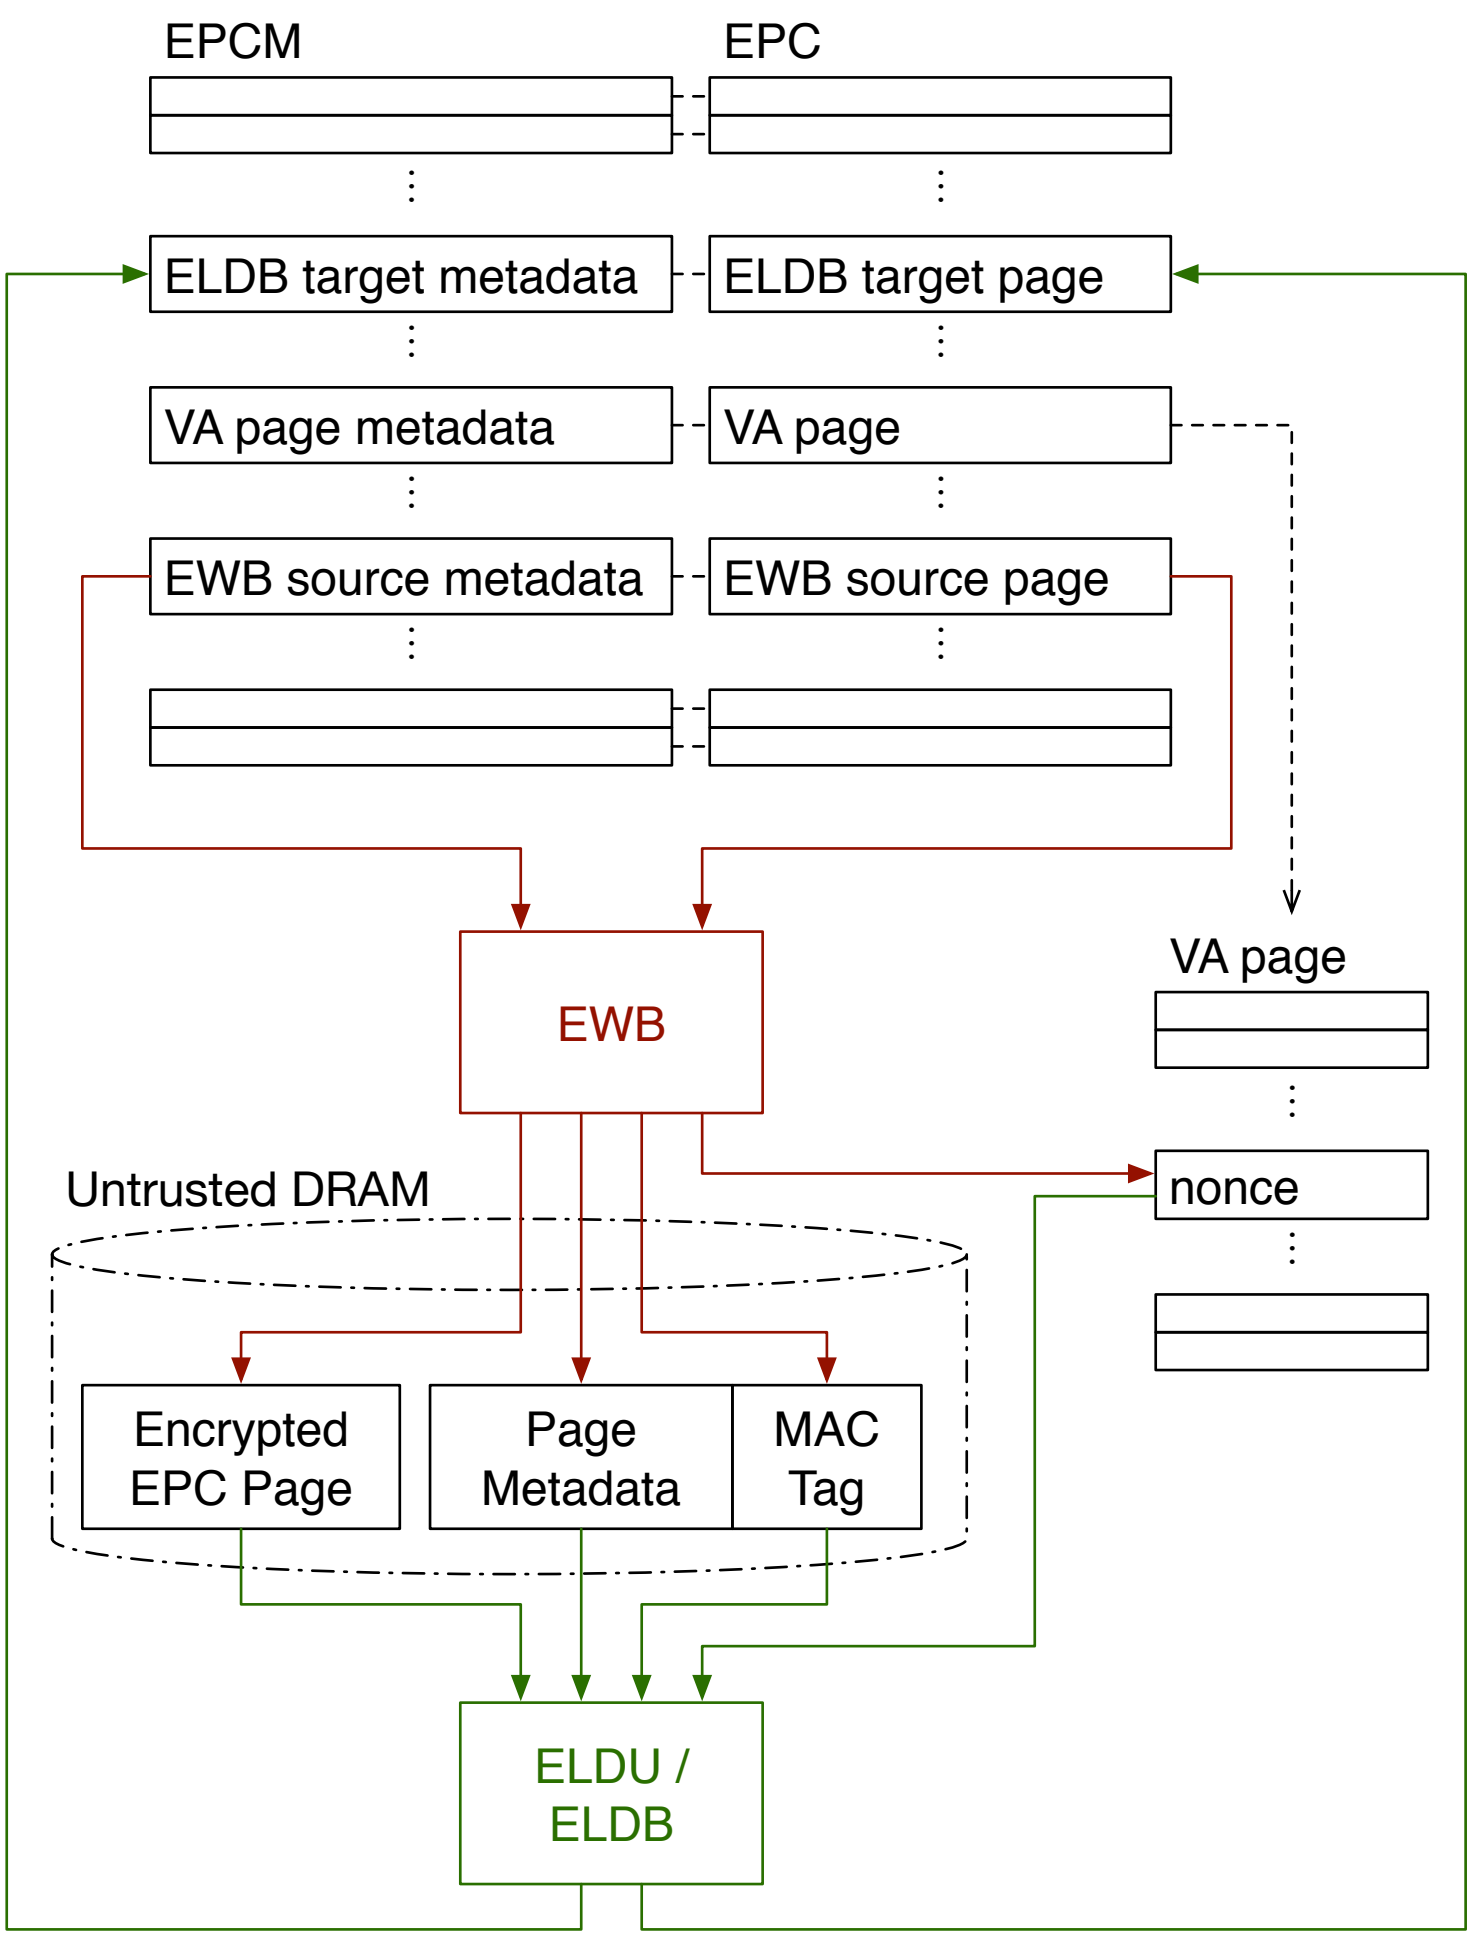 EPCM
EPC
ELDB target metadata
ELDB target page
VA page metadata
VA page
EWB source metadata
EWB source page
EWB
VA page
nonce
Untrusted DRAM
Encrypted
EPC Page
Page
Metadata
MAC
Tag
ELDU /
ELDB